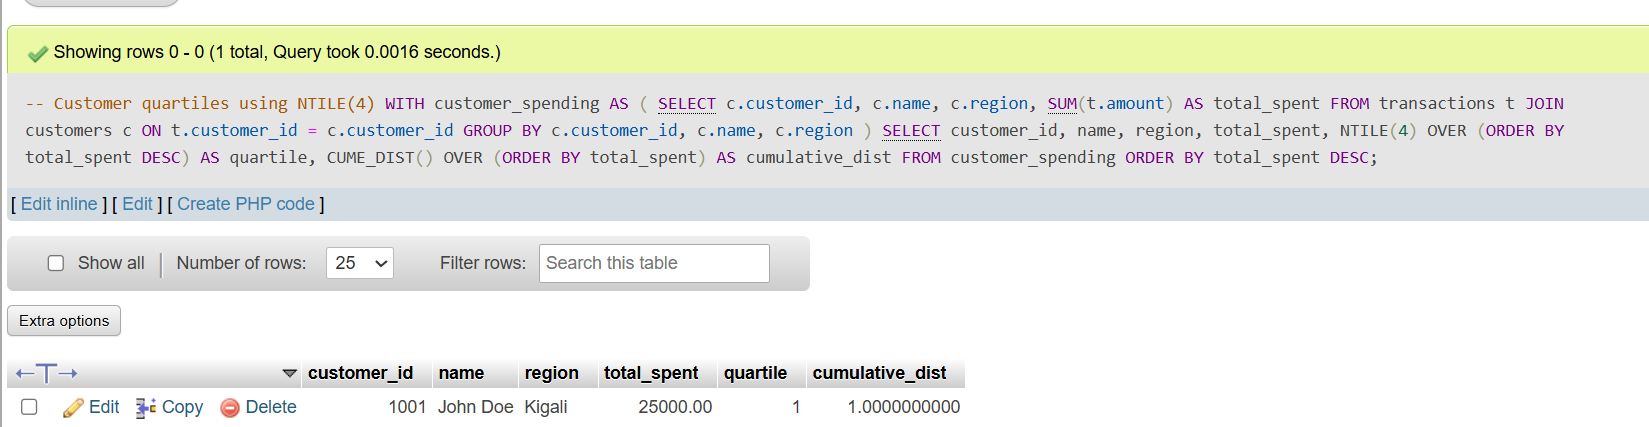 Showing rows 0 - 0 (1 total, Query took 0.0016 seconds.)
-- Customer quartiles using NTILE(4) WITH customer_spending AS ( SELECT c.customer_id, c.name, c.region, SUM(t.amount) AS total_spent FROM transactions t JOIN
customers c ON t.customer_id = c.customer_id GROUP BY c.customer_id, c.name, c.region ) SELECT customer_id, name, region, total_spent, NTILE(4) OVER (ORDER BY
total_spent DESC) AS quartile, CUME_DIST() OVER (ORDER BY total_spent) AS cumulative_dist FROM customer_spending ORDER BY total_spent DESC;
[ Edit inline ] [ Edit ] [ Create PHP code ]
Show all | Number of rows: 25 Filter rows: Search this table
Extra options
←T→ customer_id name region total_spent quartile cumulative_dist
Edit Copy Delete 1001 John Doe Kigali 25000.00 1 1.0000000000